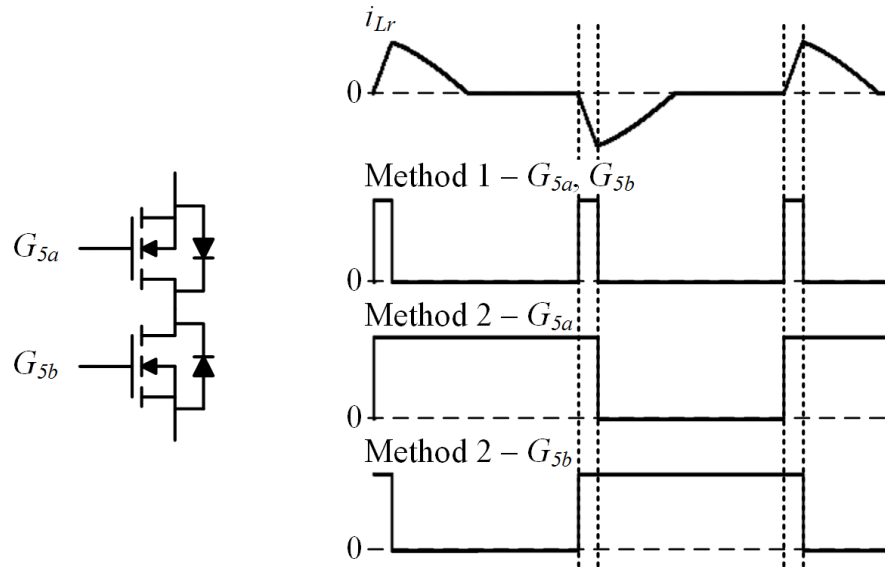 i_Lr
0
Method 1 – G_5a, G_5b
G_5a
0
Method 2 – G_5a
G_5b
0
Method 2 – G_5b
0